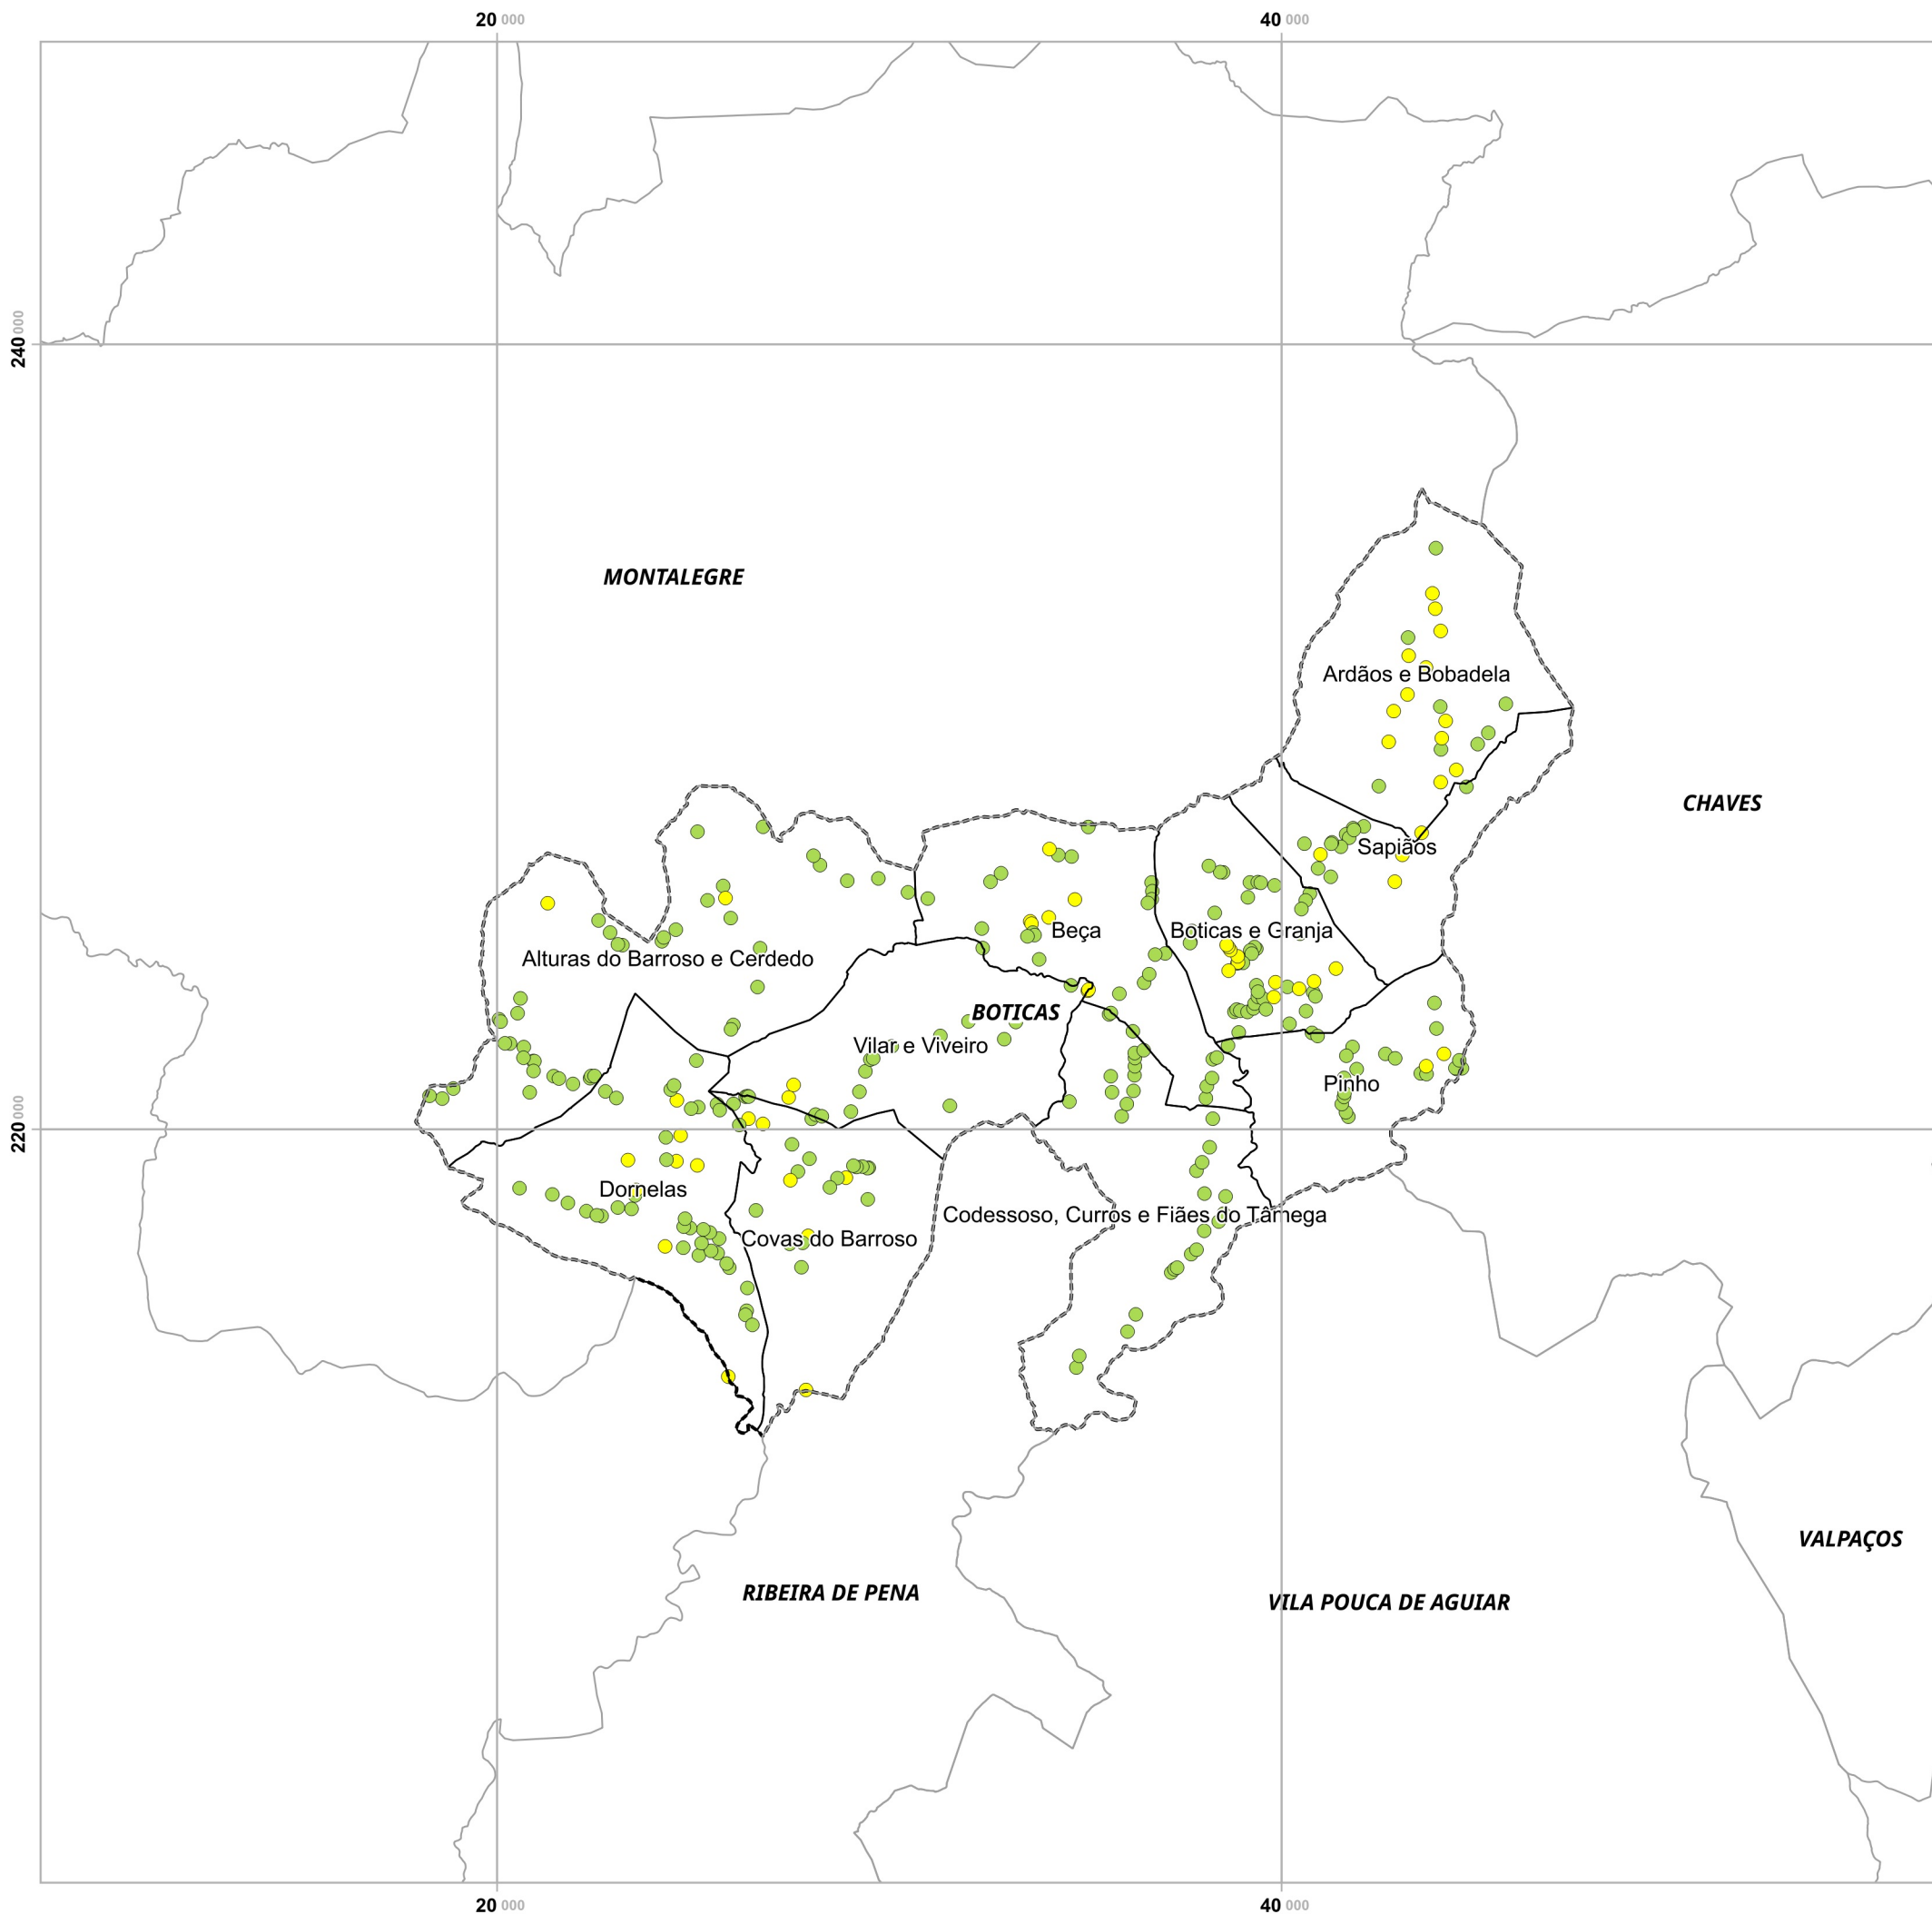 20 000
40 000
240 000
MONTALEGRE
Ardãos e Bobadela
CHAVES
Sapiãos
Beça
Boticas e Granja
Alturas do Barroso e Cerdedo
BOTICAS
Vilar e Viveiro
Pinho
220 000
Dornelas
Codessoso, Curros e Fiães do Tâmega
Covas do Barroso
VALPAÇOS
RIBEIRA DE PENA
VILA POUCA DE AGUIAR
20 000
40 000